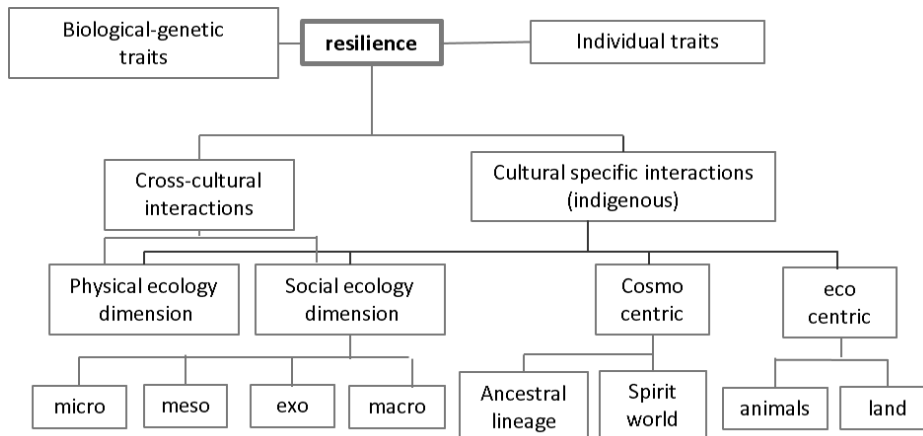 Biological-genetic
traits
resilience
Individual traits
Cross-cultural
interactions
Cultural specific interactions
(indigenous)
Physical ecology
dimension
Social ecology
dimension
Cosmo
centric
eco
centric
micro
meso
exo
macro
Ancestral
lineage
Spirit
world
animals
land